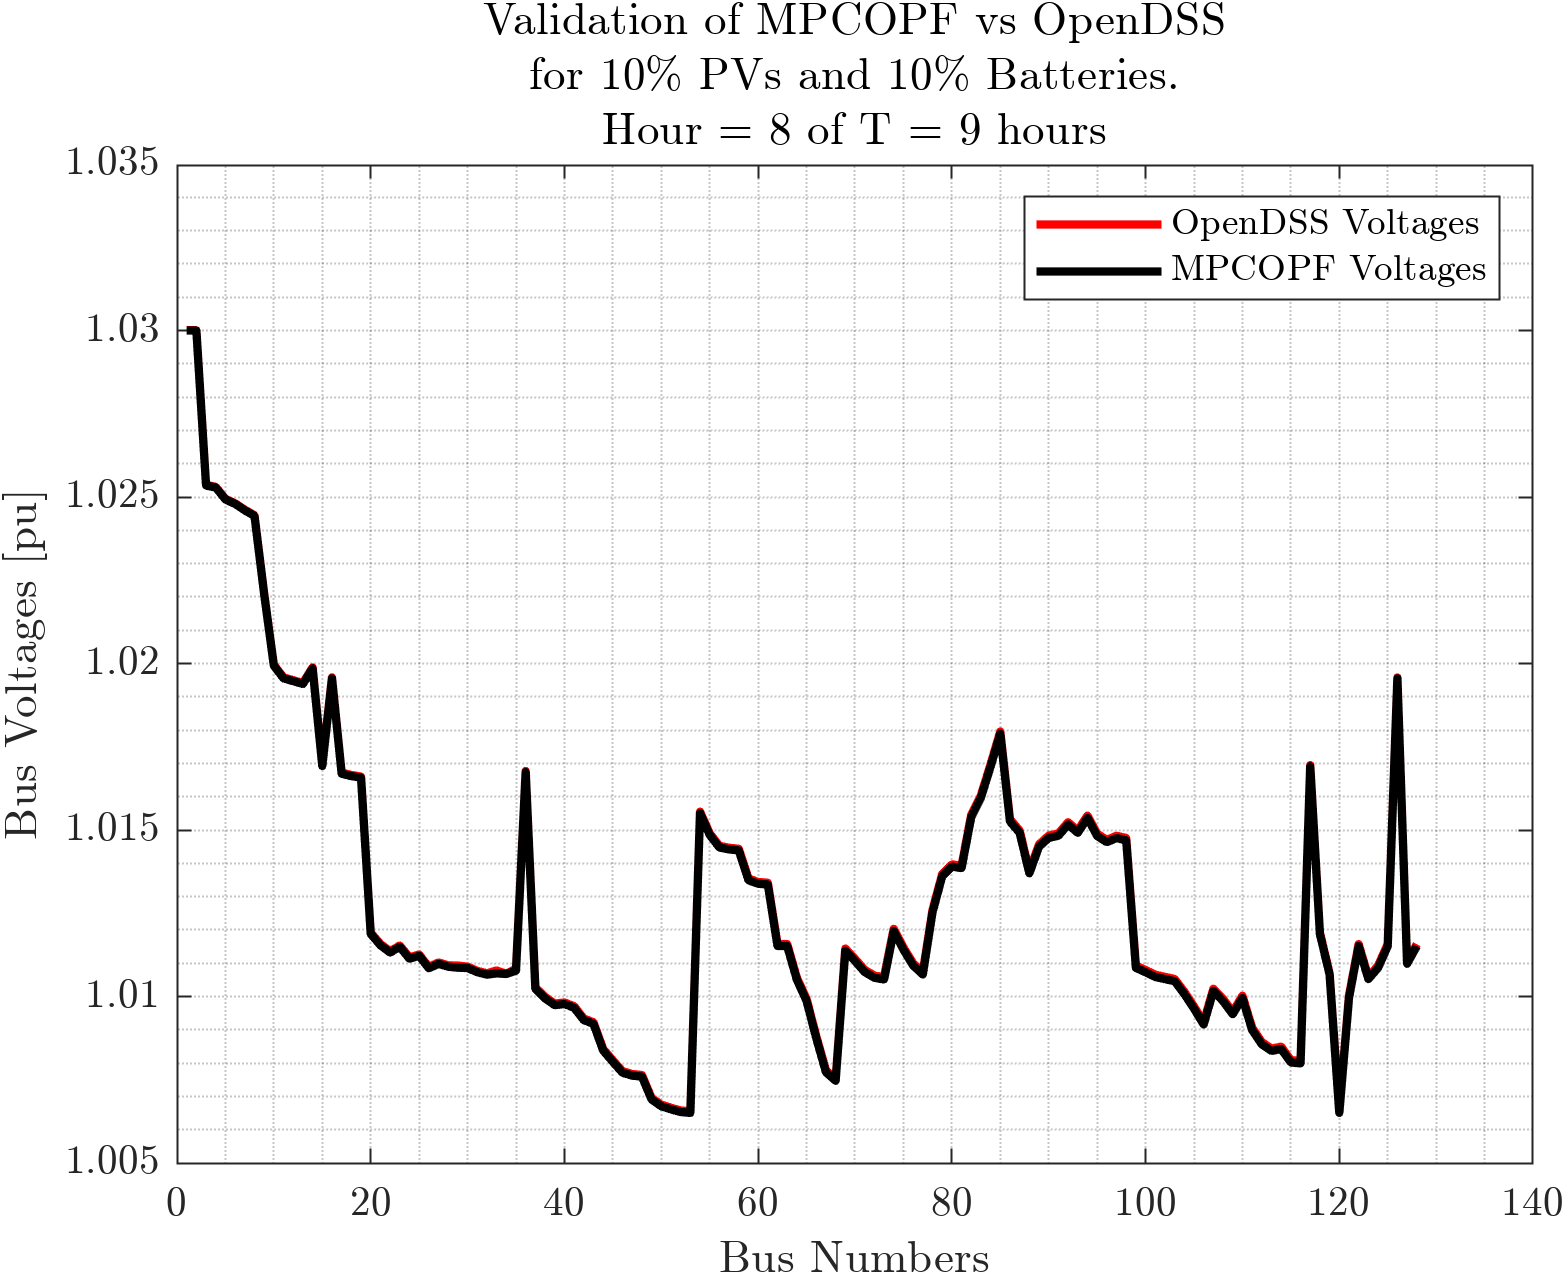 Validation of MPCOPF vs OpenDSS
for 10% PVs and 10% Batteries.
Hour = 8 of T = 9 hours
OpenDSS Voltages
MPCOPF Voltages
Bus Voltages [pu]
1.035
1.03
1.025
1.02
1.015
1.01
1.005
0 20 40 60 80 100 120 140
Bus Numbers